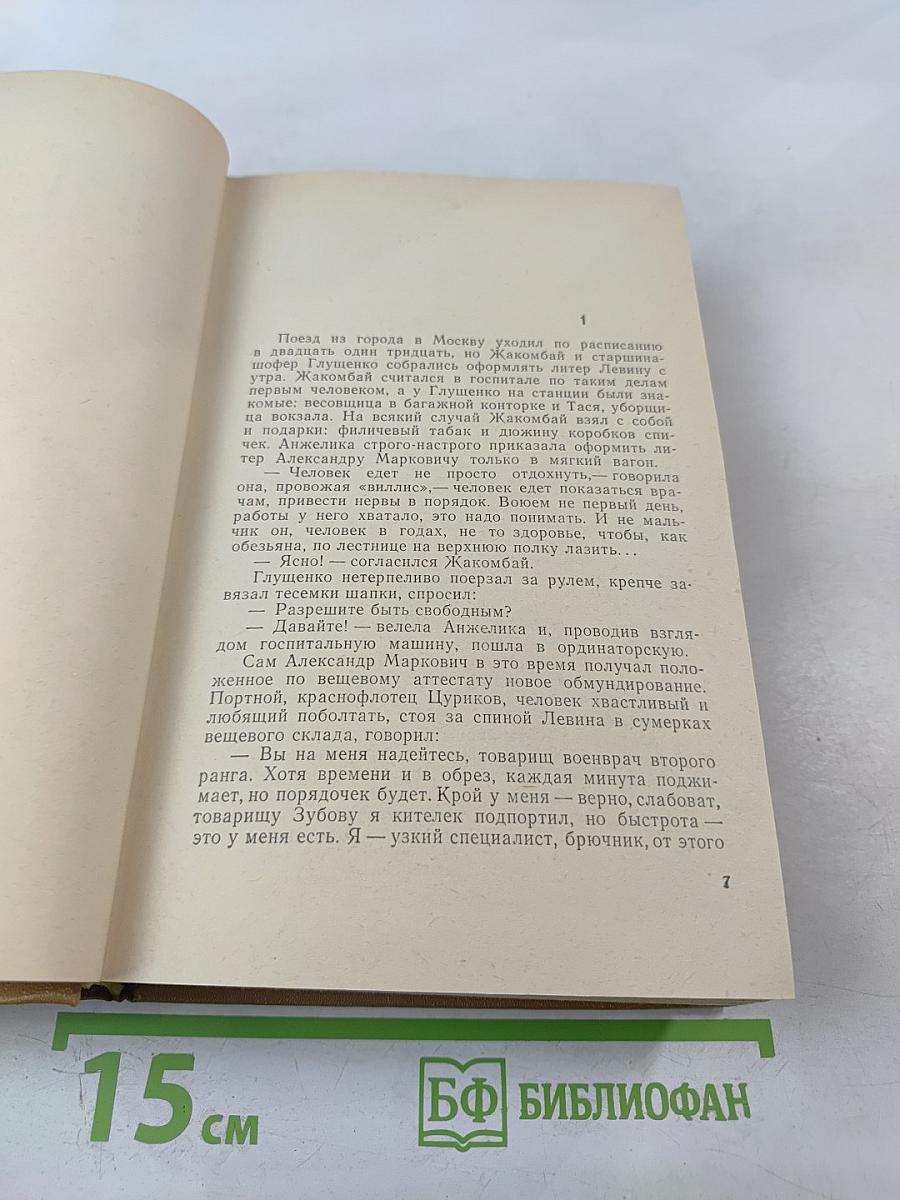 1
Поезд из города в Москву уходил по расписанию
в двадцать один тридцать, но Жакомбай и старшина-
шофер Глущенко собрались оформлять литер Левину с
утра. Жакомбай считался в госпитале по таким делам
первым человеком, а у Глущенко на станции были зна-
комые: весовщица в багажной конторке и Тася, уборщи-
ца вокзала. На всякий случай Жакомбай взял с собой
и подарки: филичевый табак и дюжину коробков спи-
чек. Анжелика строго-настрого приказала оформить ли-
тер Александру Марковичу только в мягкий вагон.
— Человек едет не просто отдохнуть,— говорила
она, провожая «виллис»,— человек едет показаться вра-
чам, привести нервы в порядок. Воюем не первый день,
работы у него хватало, это надо понимать. И не маль-
чик он, человек в годах, не то здоровье, чтобы, как
обезьяна, по лестнице на верхнюю полку лазить...
— Ясно! — согласился Жакомбай.
Глущенко нетерпеливо поерзал за рулем, крепче за-
вязал тесемки шапки, спросил:
— Разрешите быть свободным?
— Давайте! — велела Анжелика и, проводив взгля-
дом госпитальную машину, пошла в ординаторскую.
Сам Александр Маркович в это время получал поло-
женное по вещевому аттестату новое обмундирование.
Портной, краснофлотец Цуриков, человек хвастливый и
любящий поболтать, стоя за спиной Левина в сумерках
вещевого склада, говорил:
— Вы на меня надейтесь, товарищ военврач второго
ранга. Хотя времени и в обрез, каждая минута поджи-
мает, но порядочек будет. Крой у меня — верно, слабоват,
товарищу Зубову я кителек подпортил, но быстрота —
это у меня есть. Я — узкий специалист, брючник, от этого
7
15 см
БФ БИБЛИОФАН